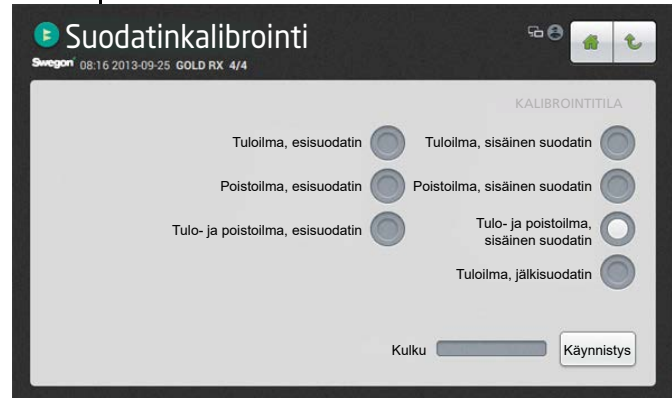 Suodatinkalibrointi
Swegon 08:16 2013-09-25 GOLD RX 4/4
KALIBROINTITILA
Tuloilma, esisuodatin
Tuloilma, sisäinen suodatin
Poistoilma, esisuodatin
Poistoilma, sisäinen suodatin
Tulo- ja poistoilma, esisuodatin
Tulo- ja poistoilma,
sisäinen suodatin
Tuloilma, jälkisuodatin
Kulku
Käynnistys